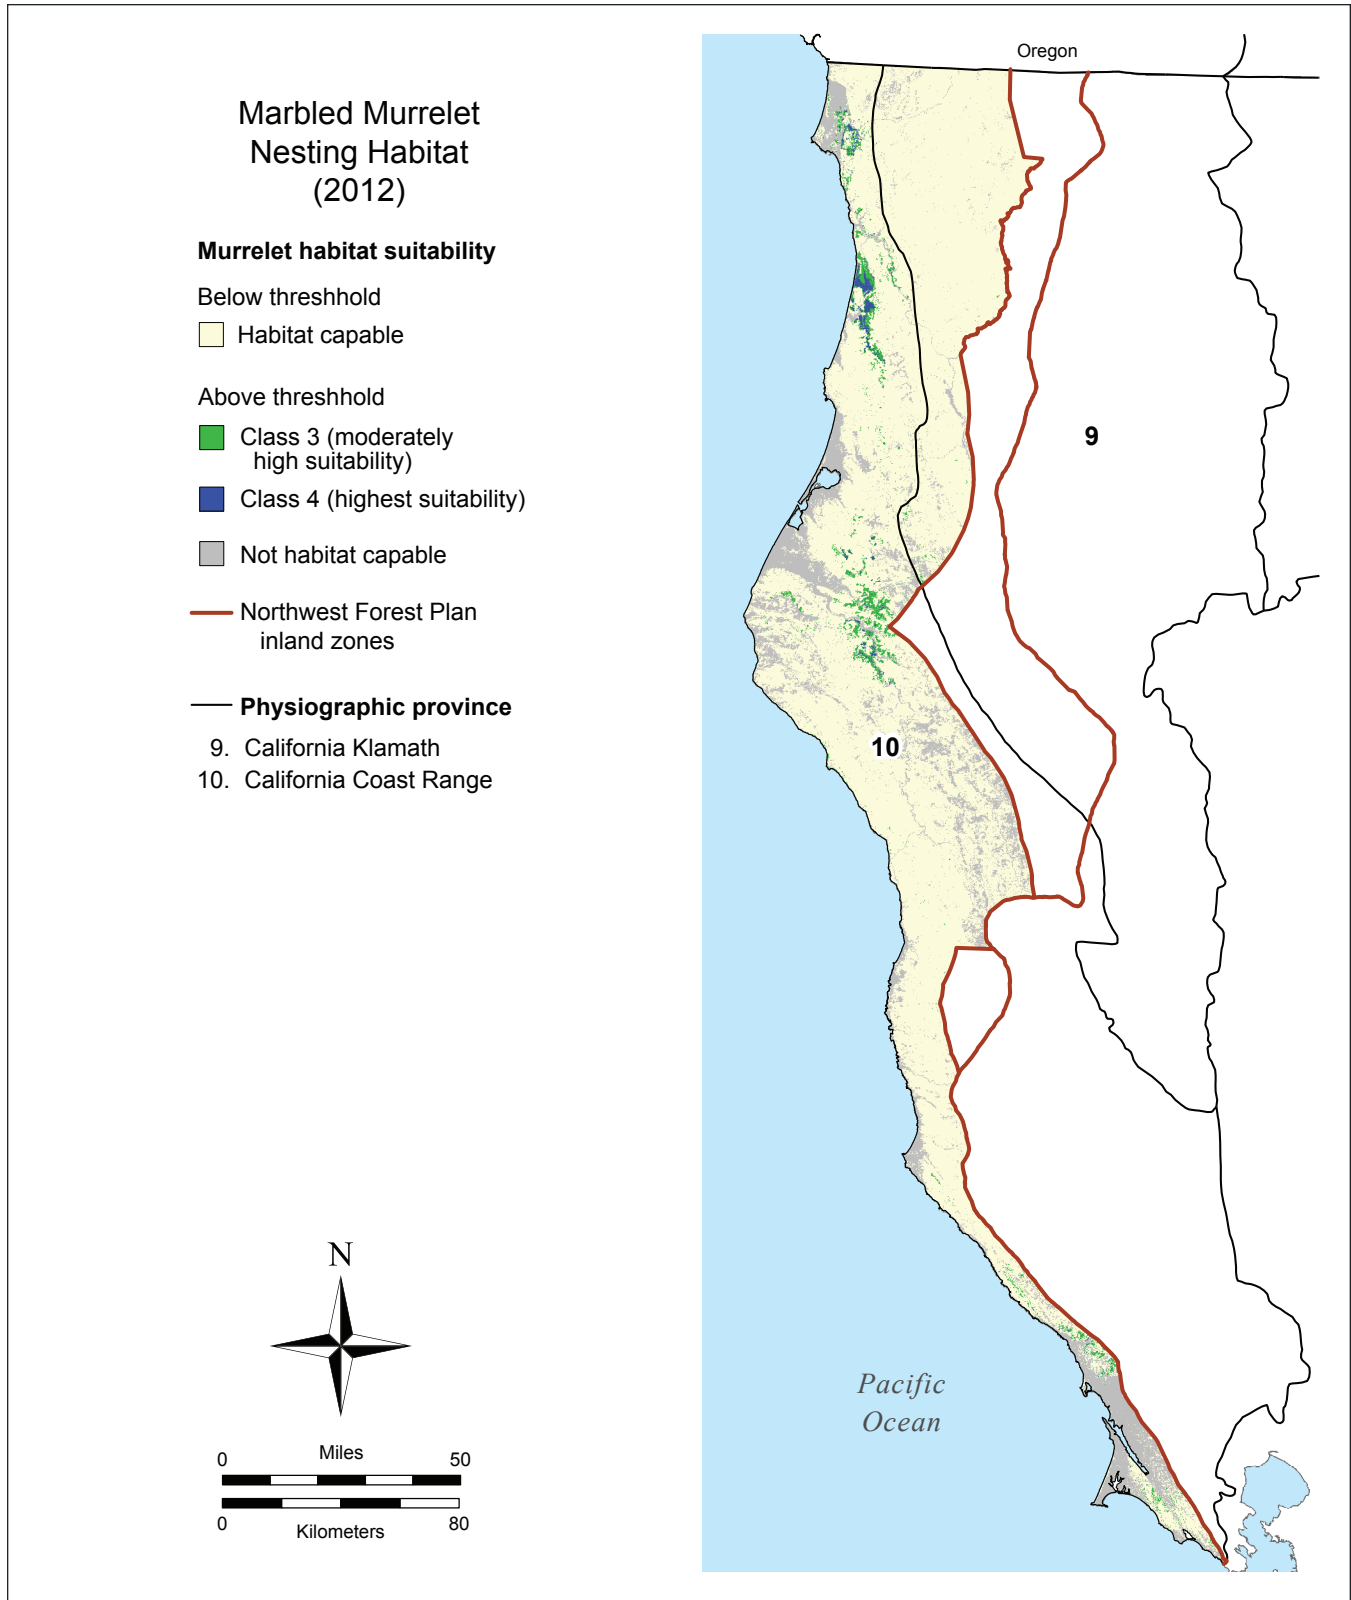 Marbled Murrelet
Nesting Habitat
(2012)
Murrelet habitat suitability
Below threshhold
Habitat capable
Above threshhold
Class 3 (moderately
high suitability)
Class 4 (highest suitability)
Not habitat capable
Northwest Forest Plan
inland zones
Physiographic province
9. California Klamath
10. California Coast Range
N
0 Miles 50
0 Kilometers 80
Oregon
9
10
Pacific
Ocean